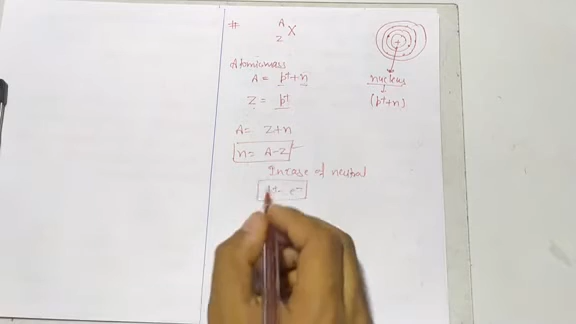 # A
Z X
Atomic mass
A = p+ + n
Z = p+
A = Z+n
n = A-Z
In case of neutral
e-
nucleus
(p+ + n)